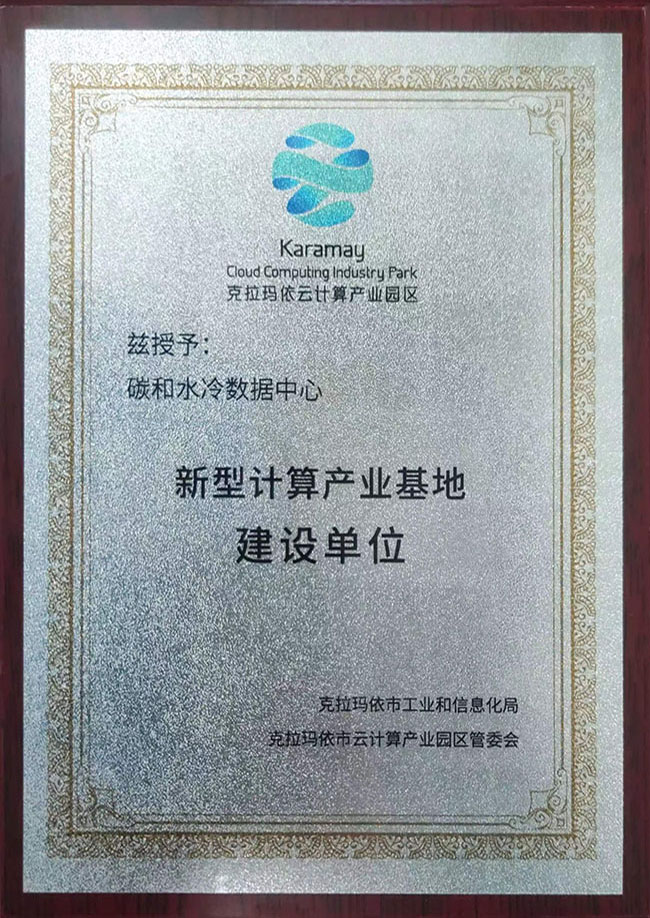 Karamay
Cloud Computing Industry Park
克拉玛依云计算产业园区
兹授予：
碳和水冷数据中心
新型计算产业基地
建设单位
克拉玛依市工业和信息化局
克拉玛依市云计算产业园区管委会